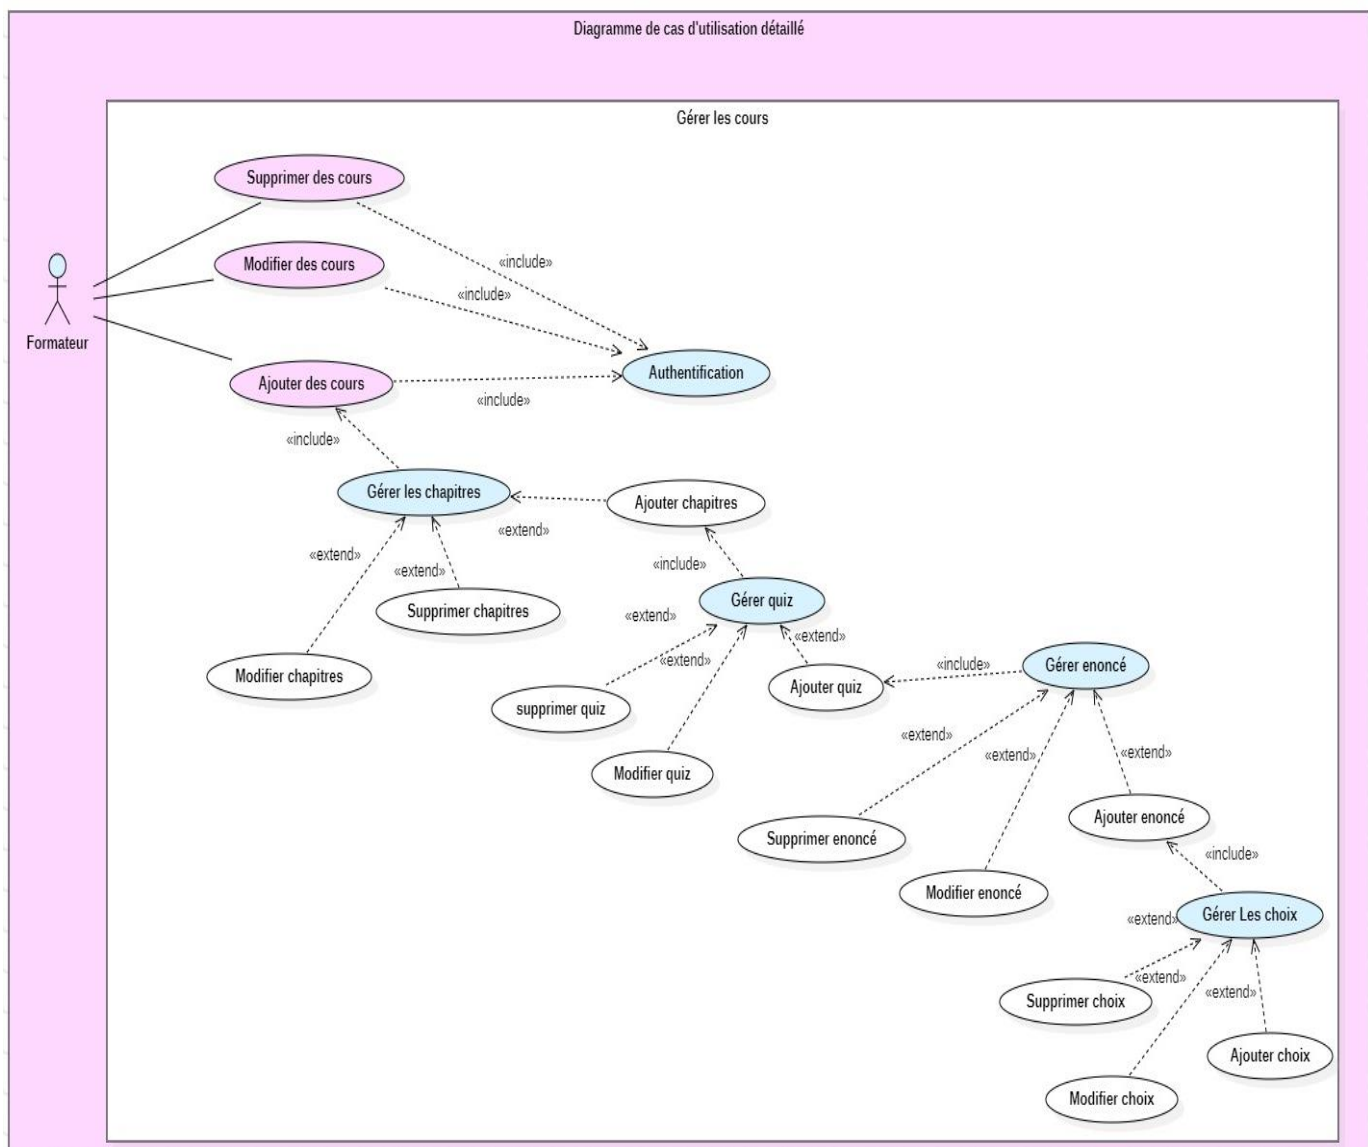 Diagramme de cas d'utilisation détaillé
Gérer les cours
Supprimer des cours
Modifier des cours
«include»
«include»
Formateur
Authentification
Ajouter des cours
«include»
«include»
Gérer les chapitres
Ajouter chapitres
«extend»
«extend»
«extend»
«include»
Supprimer chapitres
Gérer quiz
«extend»
«extend»
«extend»
Modifier chapitres
Ajouter quiz
«include»
Gérer enoncé
supprimer quiz
«extend»
«extend»
«extend»
Modifier quiz
Ajouter enoncé
Supprimer enoncé
«include»
Modifier enoncé
Gérer Les choix
«extend»
«extend»
«extend»
Supprimer choix
Ajouter choix
Modifier choix